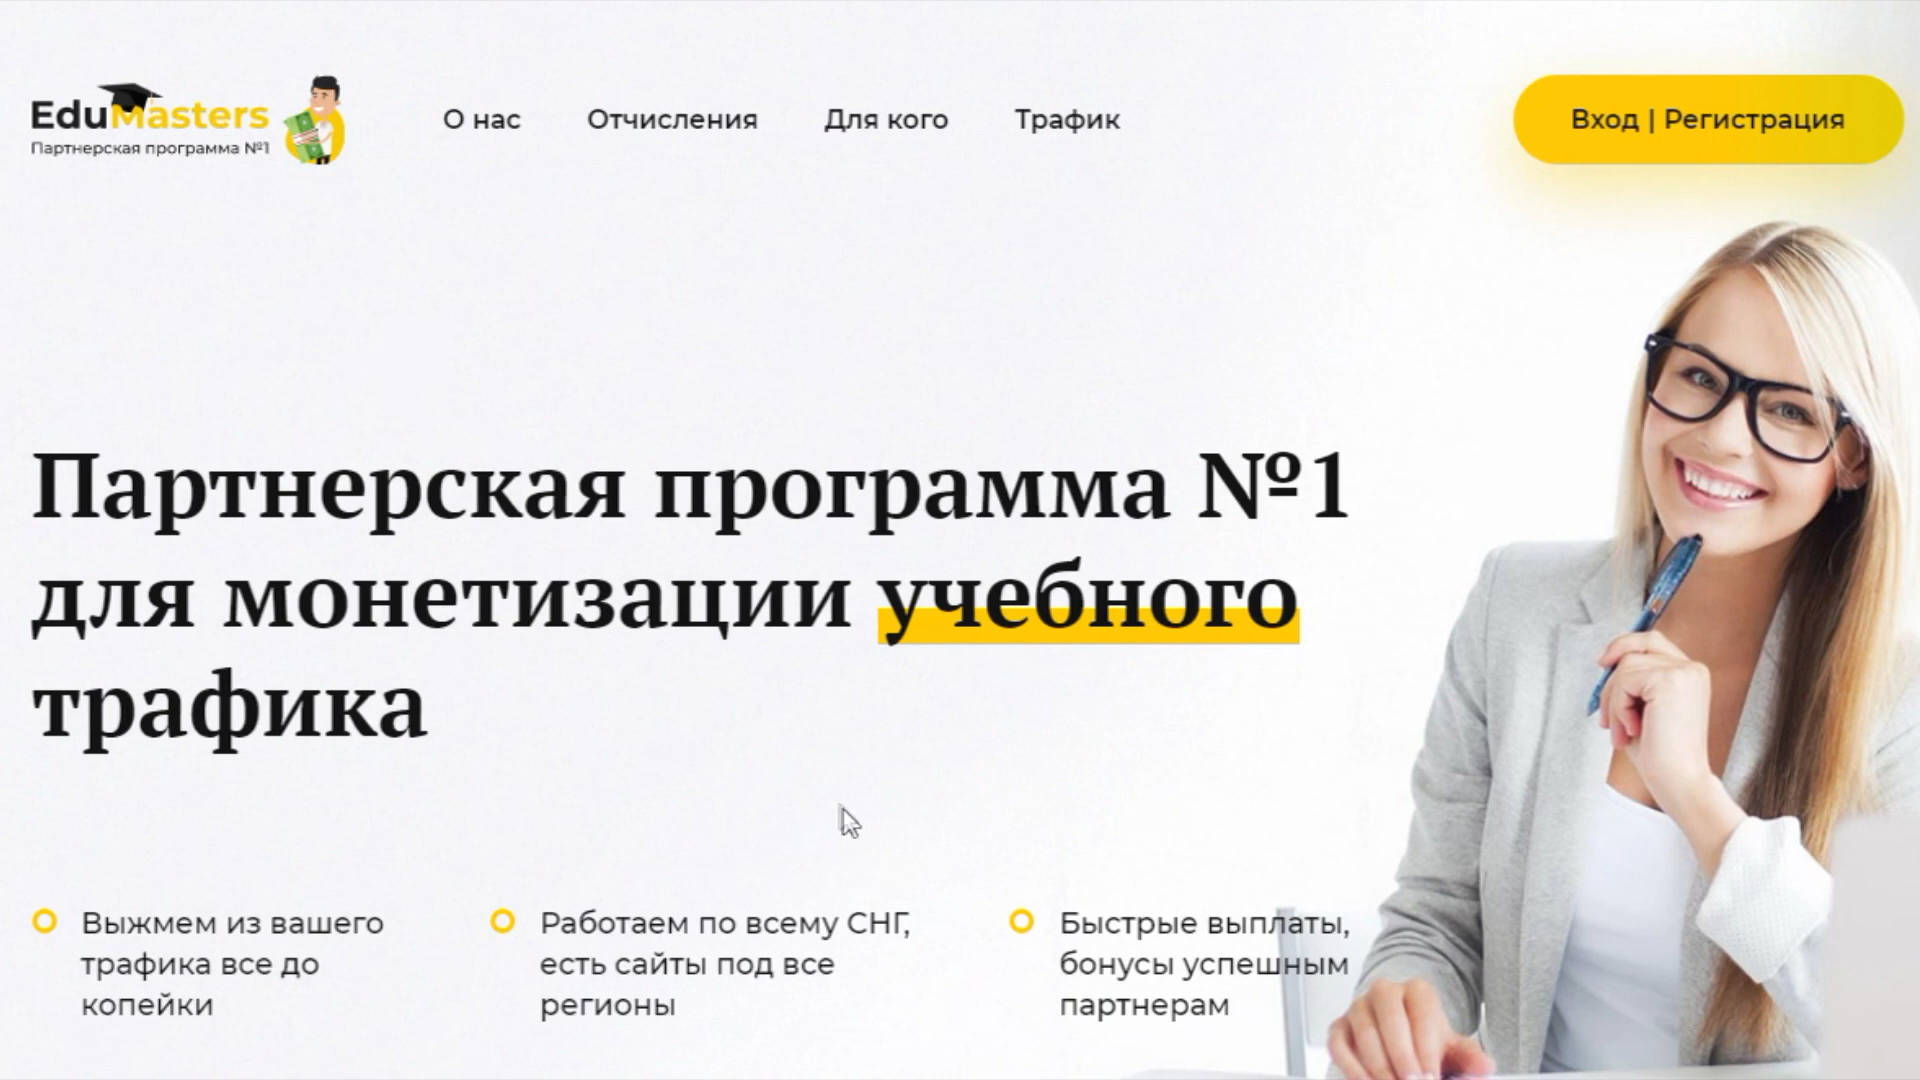 EduMasters
Партнерская программа №1
О нас
Отчисления
Для кого
Трафик
Вход | Регистрация
Партнерская программа №1
для монетизации учебного
трафика
Выжмем из вашего
трафика все до
копейки
Работаем по всему СНГ,
есть сайты под все
регионы
Быстрые выплаты,
бонусы успешным
партнерам